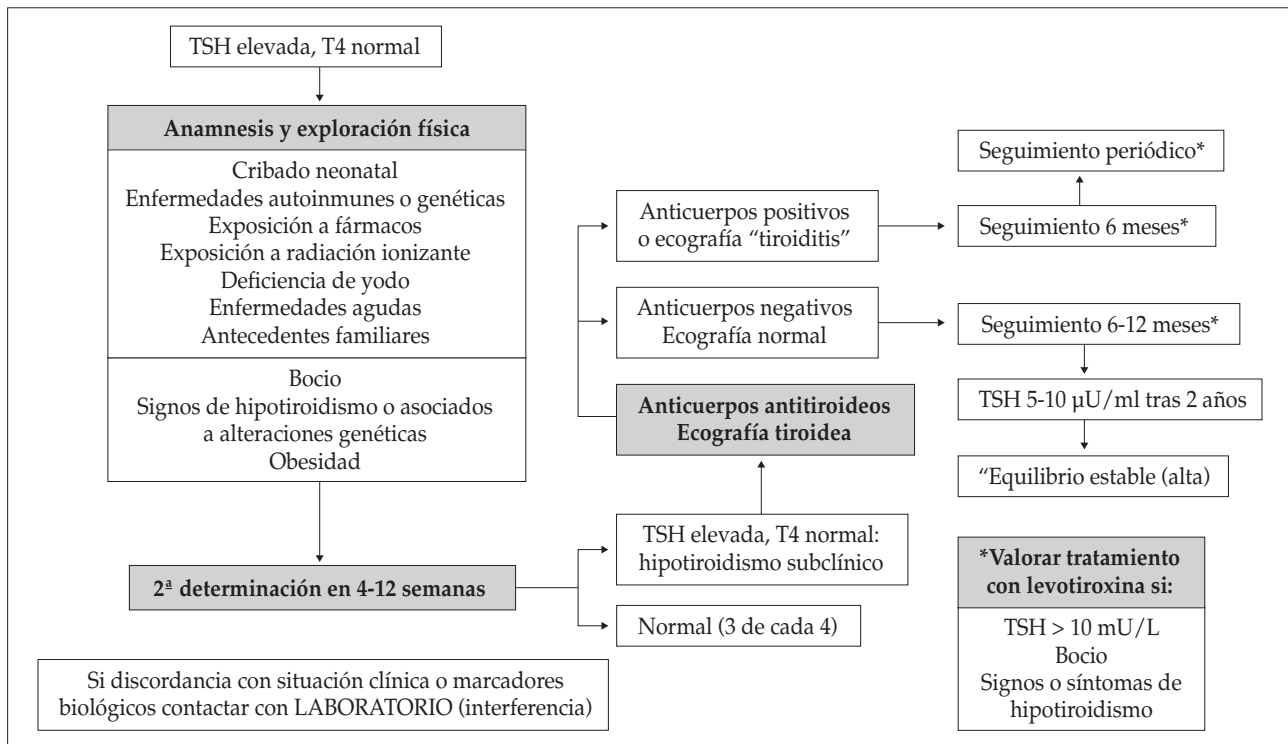 TSH elevada, T4 normal
Anamnesis y exploración física
Cribado neonatal
Enfermedades autoinmunes o genéticas
Exposición a fármacos
Exposición a radiación ionizante
Deficiencia de yodo
Enfermedades agudas
Antecedentes familiares
Bocio
Signos de hipotiroidismo o asociados
a alteraciones genéticas
Obesidad
2ª determinación en 4-12 semanas
Si discordancia con situación clínica o marcadores
biológicos contactar con LABORATORIO (interferencia)
TSH elevada, T4 normal:
hipotiroidismo subclínico
Normal (3 de cada 4)
Anticuerpos antitiroideos
Ecografía tiroidea
Anticuerpos positivos
o ecografía “tiroiditis”
Anticuerpos negativos
Ecografía normal
Seguimiento periódico*
Seguimiento 6 meses*
Seguimiento 6-12 meses*
TSH 5-10 µU/ml tras 2 años
“Equilibrio estable (alta)
*Valorar tratamiento
con levotiroxina si:
TSH > 10 mU/L
Bocio
Signos o síntomas de
hipotiroidismo